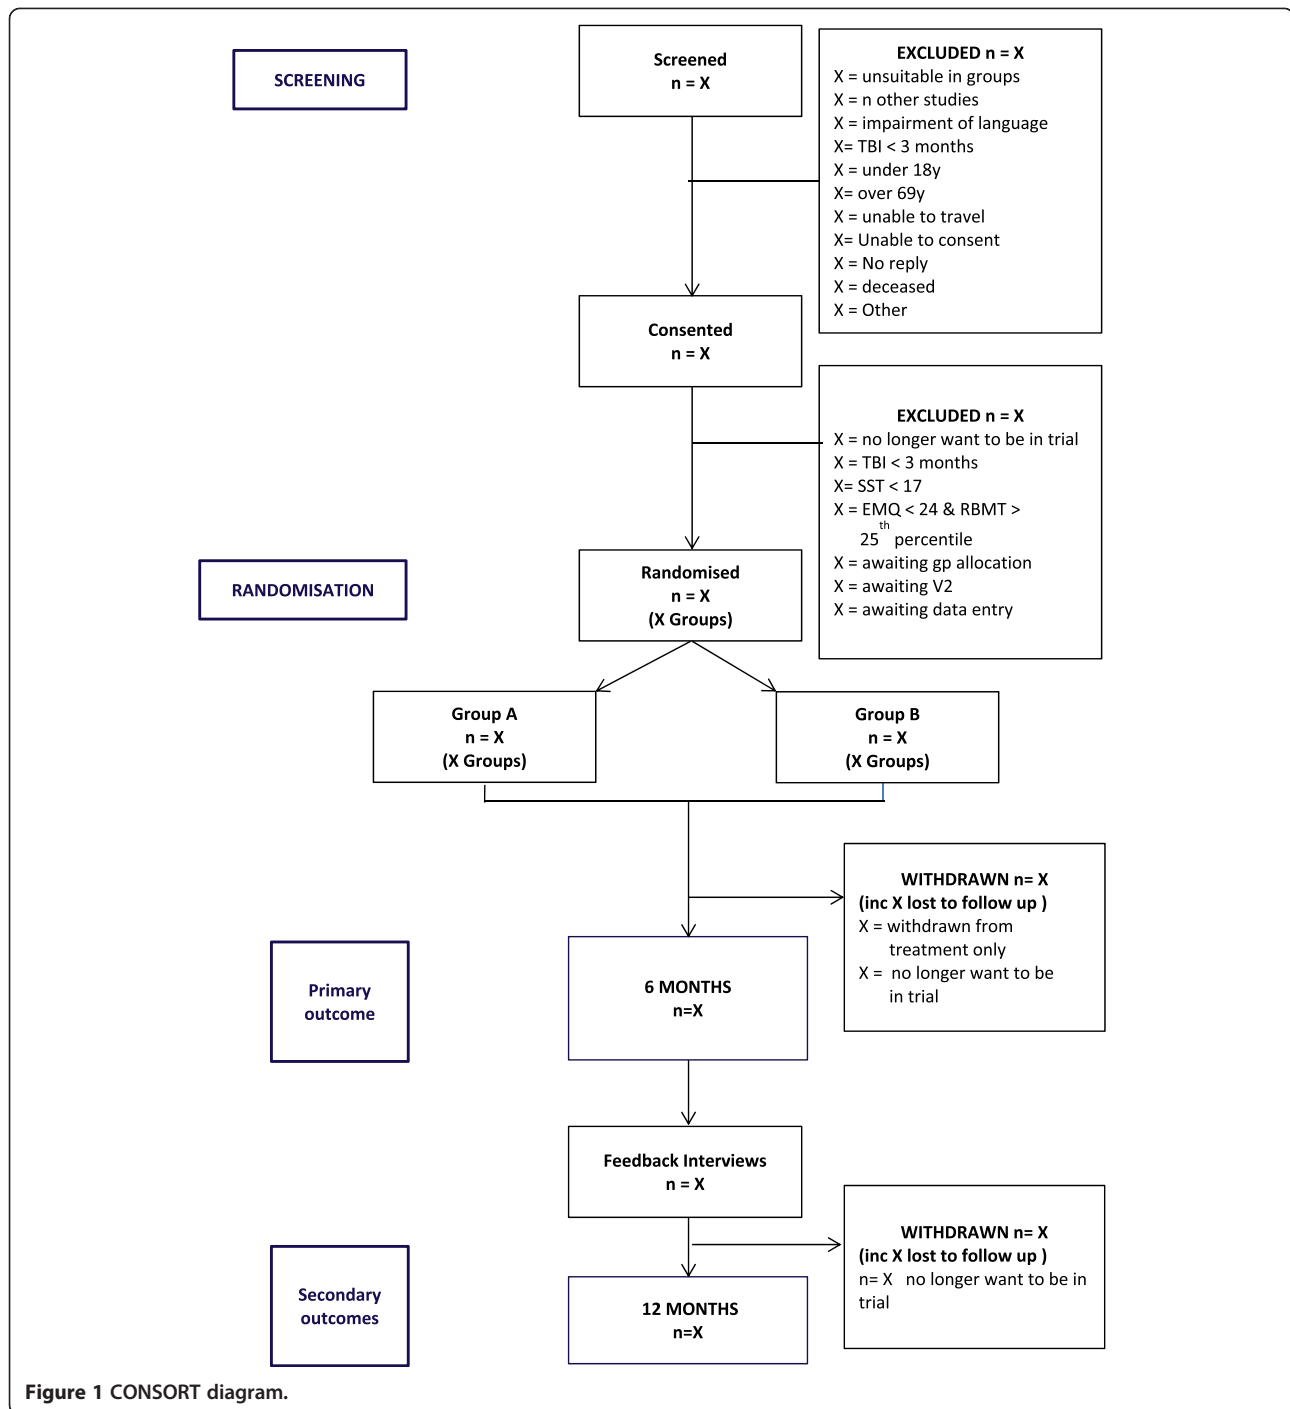 SCREENING
Screened
n = X
EXCLUDED n = X
X = unsuitable in groups
X = n other studies
X = impairment of language
X= TBI < 3 months
X = under 18y
X= over 69y
X = unable to travel
X= Unable to consent
X = No reply
X = deceased
X = Other
Consented
n = X
EXCLUDED n = X
X = no longer want to be in trial
X = TBI < 3 months
X= SST < 17
X = EMQ < 24 & RBMT >
25th percentile
X = awaiting gp allocation
X = awaiting V2
X = awaiting data entry
RANDOMISATION
Randomised
n = X
(X Groups)
Group A
n = X
(X Groups)
Group B
n = X
(X Groups)
WITHDRAWN n= X
(inc X lost to follow up )
X = withdrawn from
treatment only
X = no longer want to be
in trial
Primary
outcome
6 MONTHS
n=X
Feedback Interviews
n = X
WITHDRAWN n= X
(inc X lost to follow up )
n= X no longer want to be in
trial
Secondary
outcomes
12 MONTHS
n=X
Figure 1 CONSORT diagram.